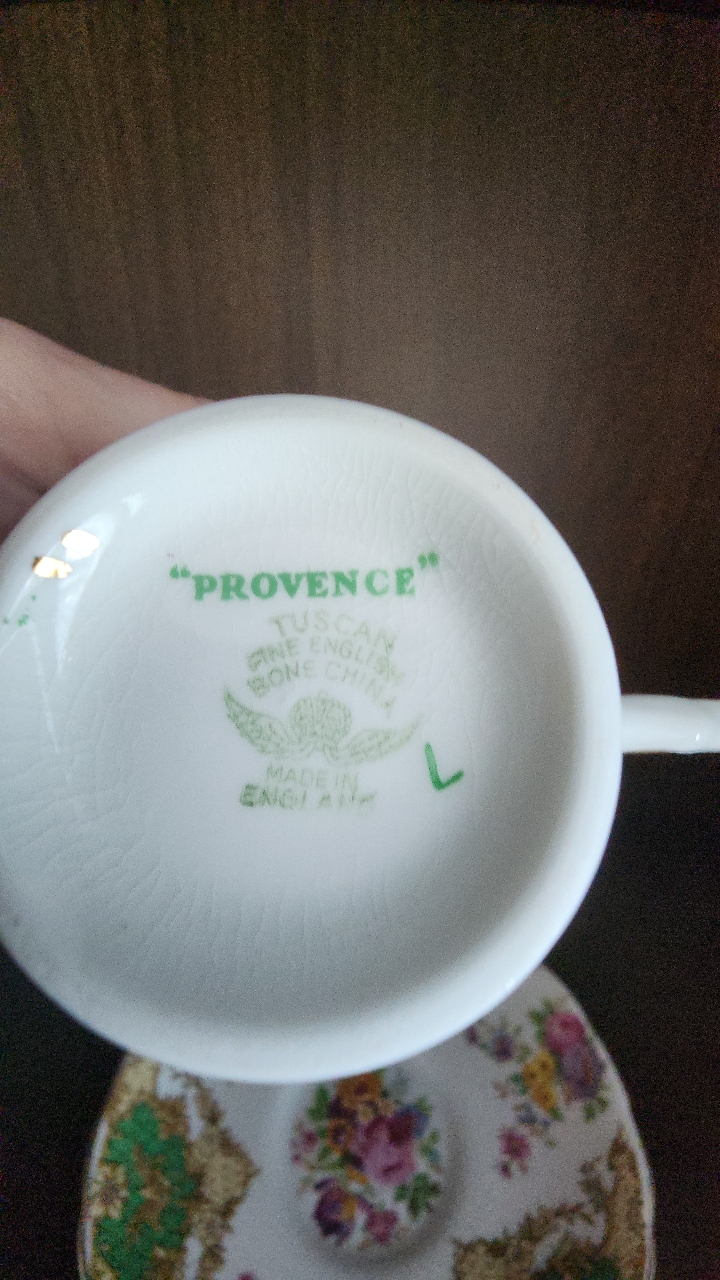 “PROVENCE”
TUSCAN
FINE ENGLISH
BONE CHINA
MADE IN
ENGLAND
L